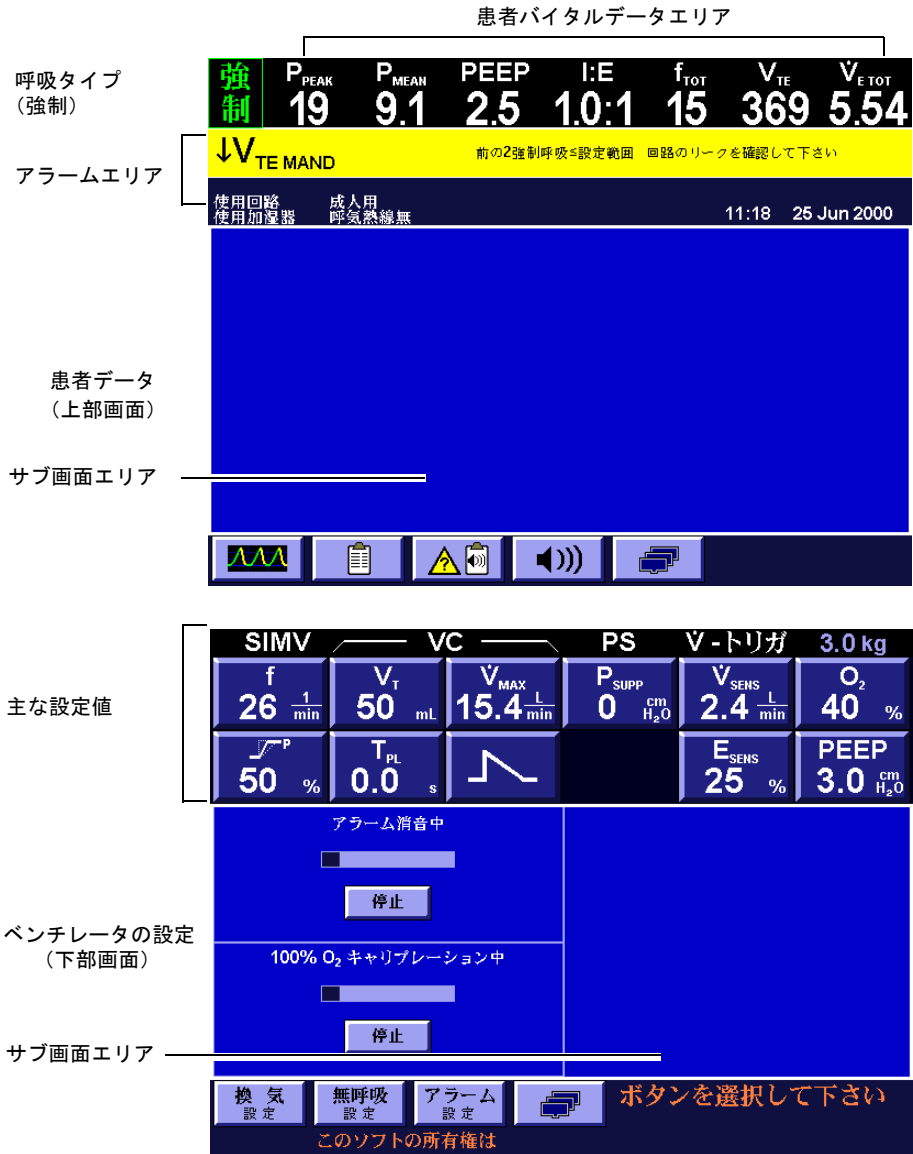 患者バイタルデータエリア
呼吸タイプ
（強制）
強制
PPEAK PMEAN PEEP I:E fTOT VTE V̇E TOT
19 9.1 2.5 1.0:1 15 369 5.54
アラームエリア
↓VTE MAND 前の2強制呼吸≦設定範囲 回路のリークを確認して下さい
使用回路 成人用
使用加湿器 呼気熱線無
11:18 25 Jun 2000
患者データ
（上部画面）
サブ画面エリア
主な設定値
SIMV VC PS V̇-トリガ 3.0 kg
f VT V̇MAX PSUPP V̇SENS O2
26 1/min 50 mL 15.4 L/min 0 cmH2O 2.4 L/min 40 %
P TPL ESENS PEEP
50 % 0.0 s 25 % 3.0 cmH2O
アラーム消音中
停止
ベンチレータの設定
（下部画面）
100% O2 キャリプレーション中
停止
サブ画面エリア
換 気 設 定
無呼吸 設 定
アラーム 設 定
ボタンを選択して下さい
このソフトの所有権は